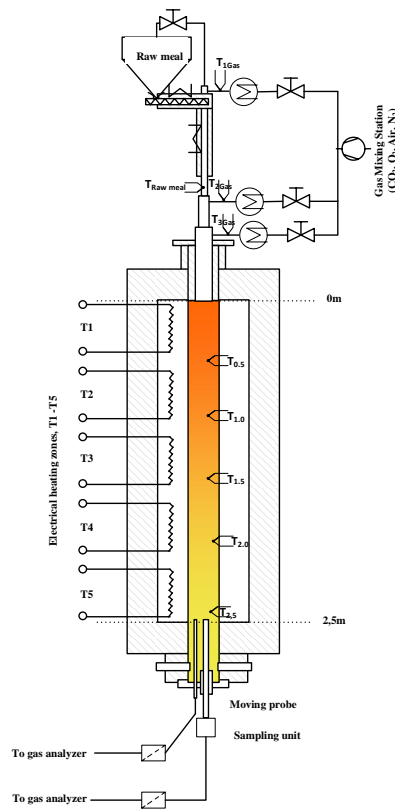 Raw meal
T1Gas
Gas Mixing Station
(CO2, O2, Air, N2)
TRaw meal
T2Gas
T3Gas
0m
T1
T0.5
T2
T1.0
T3
T1.5
T4
T2.0
T5
T2,5
2,5m
Electrical heating zones, T1 -T5
Moving probe
Sampling unit
To gas analyzer
To gas analyzer